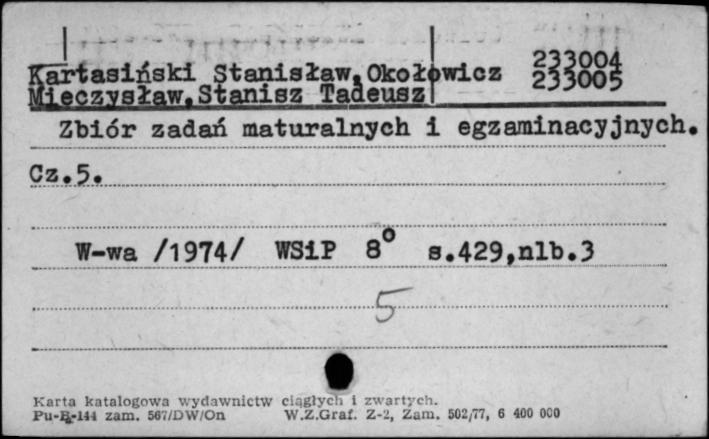 Kartasiński Stanisław,Okołowicz 233004
Mieczysław,Stanisz Tadeusz 233005
Zbiór zadań maturalnych i egzaminacyjnych.
Cz.5.
W-wa /1974/ WSiP 8° s.429,nlb.3
5
Karta katalogowa wydawnictw ciągłych i zwartych.
Pu-B-144 zam. 567/DW/On W.Z.Graf. Z-2, Zam. 502/77, 6 400 000